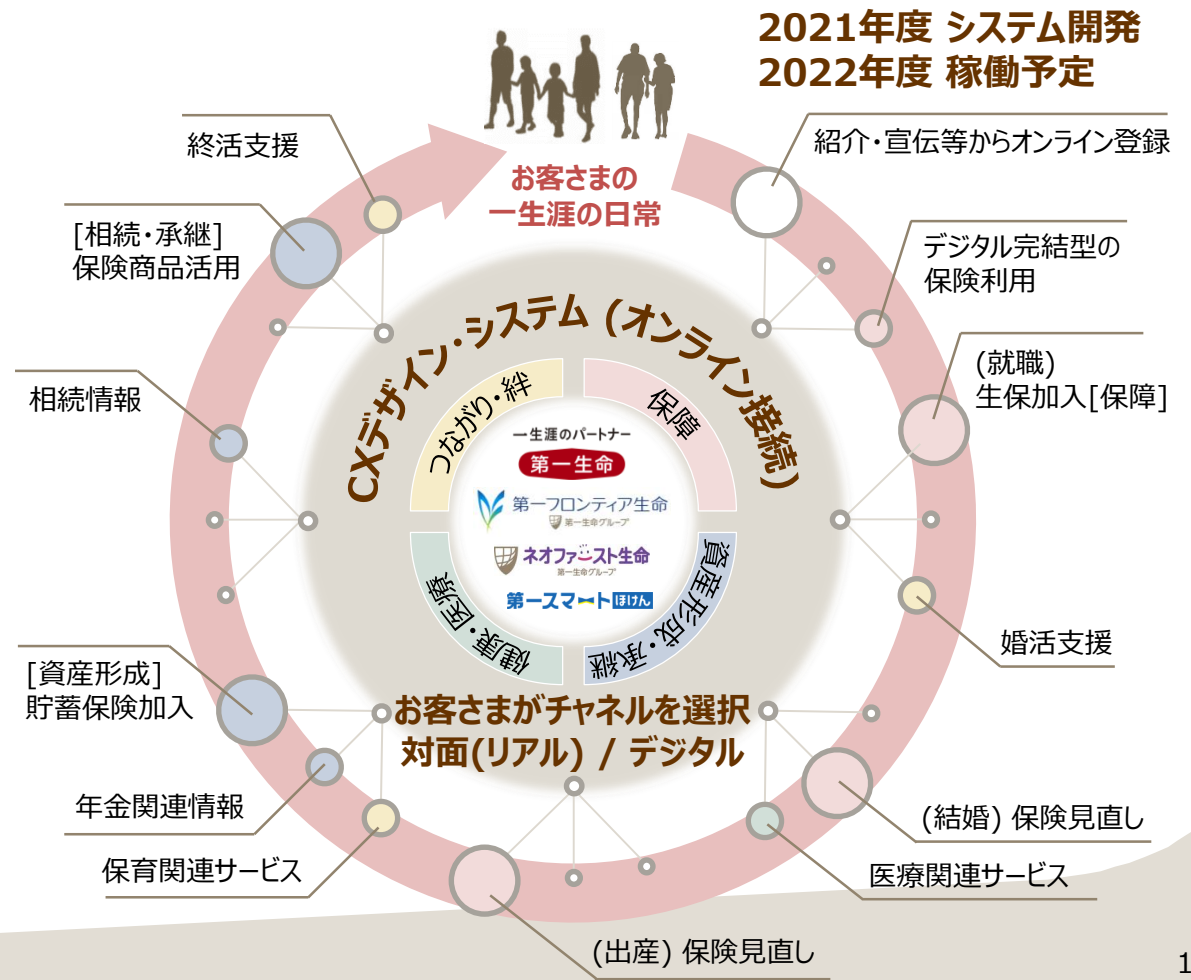 2021年度 システム開発
2022年度 稼働予定
お客さまの
一生涯の日常
紹介・宣伝等からオンライン登録
デジタル完結型の
保険利用
(就職)
生保加入[保障]
婚活支援
(結婚) 保険見直し
医療関連サービス
(出産) 保険見直し
保育関連サービス
年金関連情報
[資産形成]
貯蓄保険加入
相続情報
[相続・承継]
保険商品活用
終活支援
CXデザイン・システム (オンライン接続)
つながり・絆
保障
資産形成・承継
健康・医療
一生涯のパートナー
第一生命
第一フロンティア生命
第一生命グループ
ネオファースト生命
第一生命グループ
第一スマートほけん
お客さまがチャネルを選択
対面(リアル) / デジタル
1